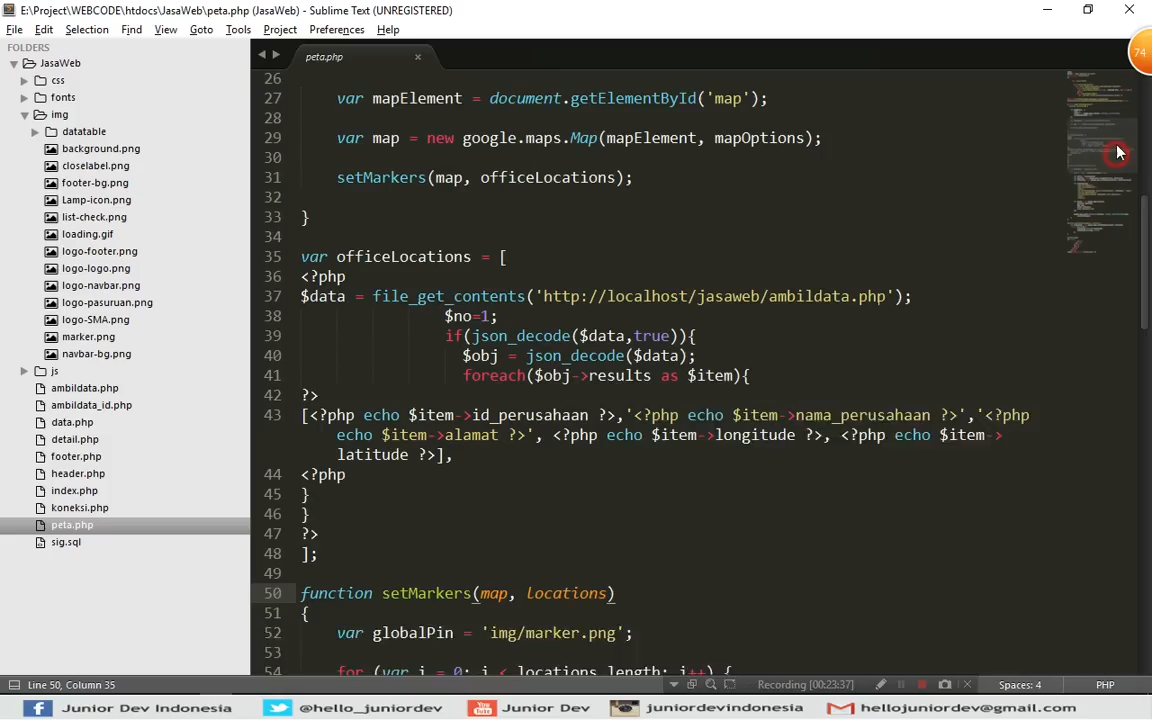 E:\Project\WEBCODE\htdocs\JasaWeb\peta.php (JasaWeb) - Sublime Text (UNREGISTERED)
File Edit Selection Find View Goto Tools Project Preferences Help
74
FOLDERS
JasaWeb
css
fonts
img
datatable
background.png
closelabel.png
footer-bg.png
Lamp-icon.png
list-check.png
loading.gif
logo-footer.png
logo-logo.png
logo-navbar.png
logo-pasuruan.png
logo-SMA.png
marker.png
navbar-bg.png
js
ambildata.php
ambildata_id.php
data.php
detail.php
footer.php
header.php
index.php
koneksi.php
peta.php
sig.sql
peta.php
26
27 var mapElement = document.getElementById('map');
28
29 var map = new google.maps.Map(mapElement, mapOptions);
30
31 setMarkers(map, officeLocations);
32
33 }
34
35 var officeLocations = [
36 <?php
37 $data = file_get_contents('http://localhost/jasaweb/ambildata.php');
38 $no=1;
39 if(json_decode($data,true)){
40 $obj = json_decode($data);
41 foreach($obj->results as $item){
42 ?>
43 [<?php echo $item->id_perusahaan ?>,'<?php echo $item->nama_perusahaan ?>','<?php
echo $item->alamat ?>', <?php echo $item->longitude ?>, <?php echo $item->
latitude ?>],
44 <?php
45 }
46 }
47 ?>
48 ];
49
50 function setMarkers(map, locations)
51 {
52 var globalPin = 'img/marker.png';
53
54 for (var i = 0; i < locations.length; i++) {
Line 50, Column 35
Recording [00:23:37]
Spaces: 4
PHP
Junior Dev Indonesia @hello_juniordev Junior Dev juniordevindonesia hellojuniordev@gmail.com